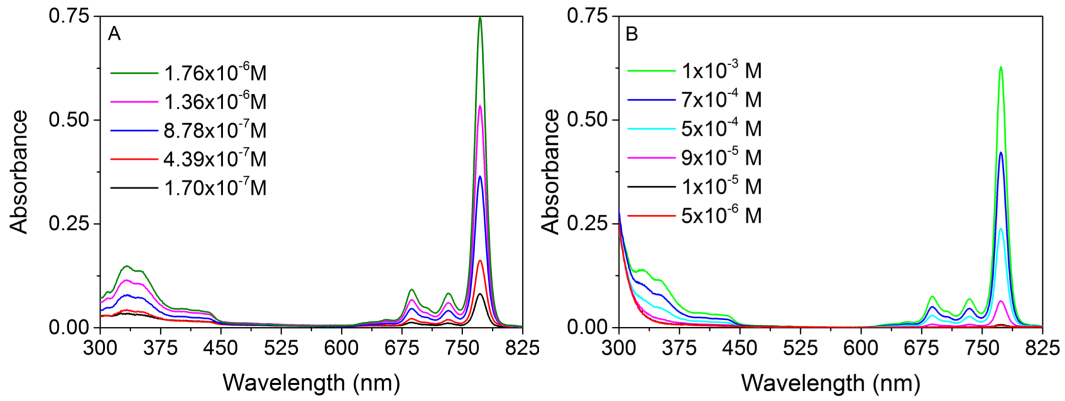 A
1.76x10⁻⁶M
1.36x10⁻⁶M
8.78x10⁻⁷M
4.39x10⁻⁷M
1.70x10⁻⁷M
0.75
0.50
0.25
0.00
Absorbance
300 375 450 525 600 675 750 825
Wavelength (nm)
B
1x10⁻³ M
7x10⁻⁴ M
5x10⁻⁴ M
9x10⁻⁵ M
1x10⁻⁵ M
5x10⁻⁶ M
0.75
0.50
0.25
0.00
Absorbance
300 375 450 525 600 675 750 825
Wavelength (nm)